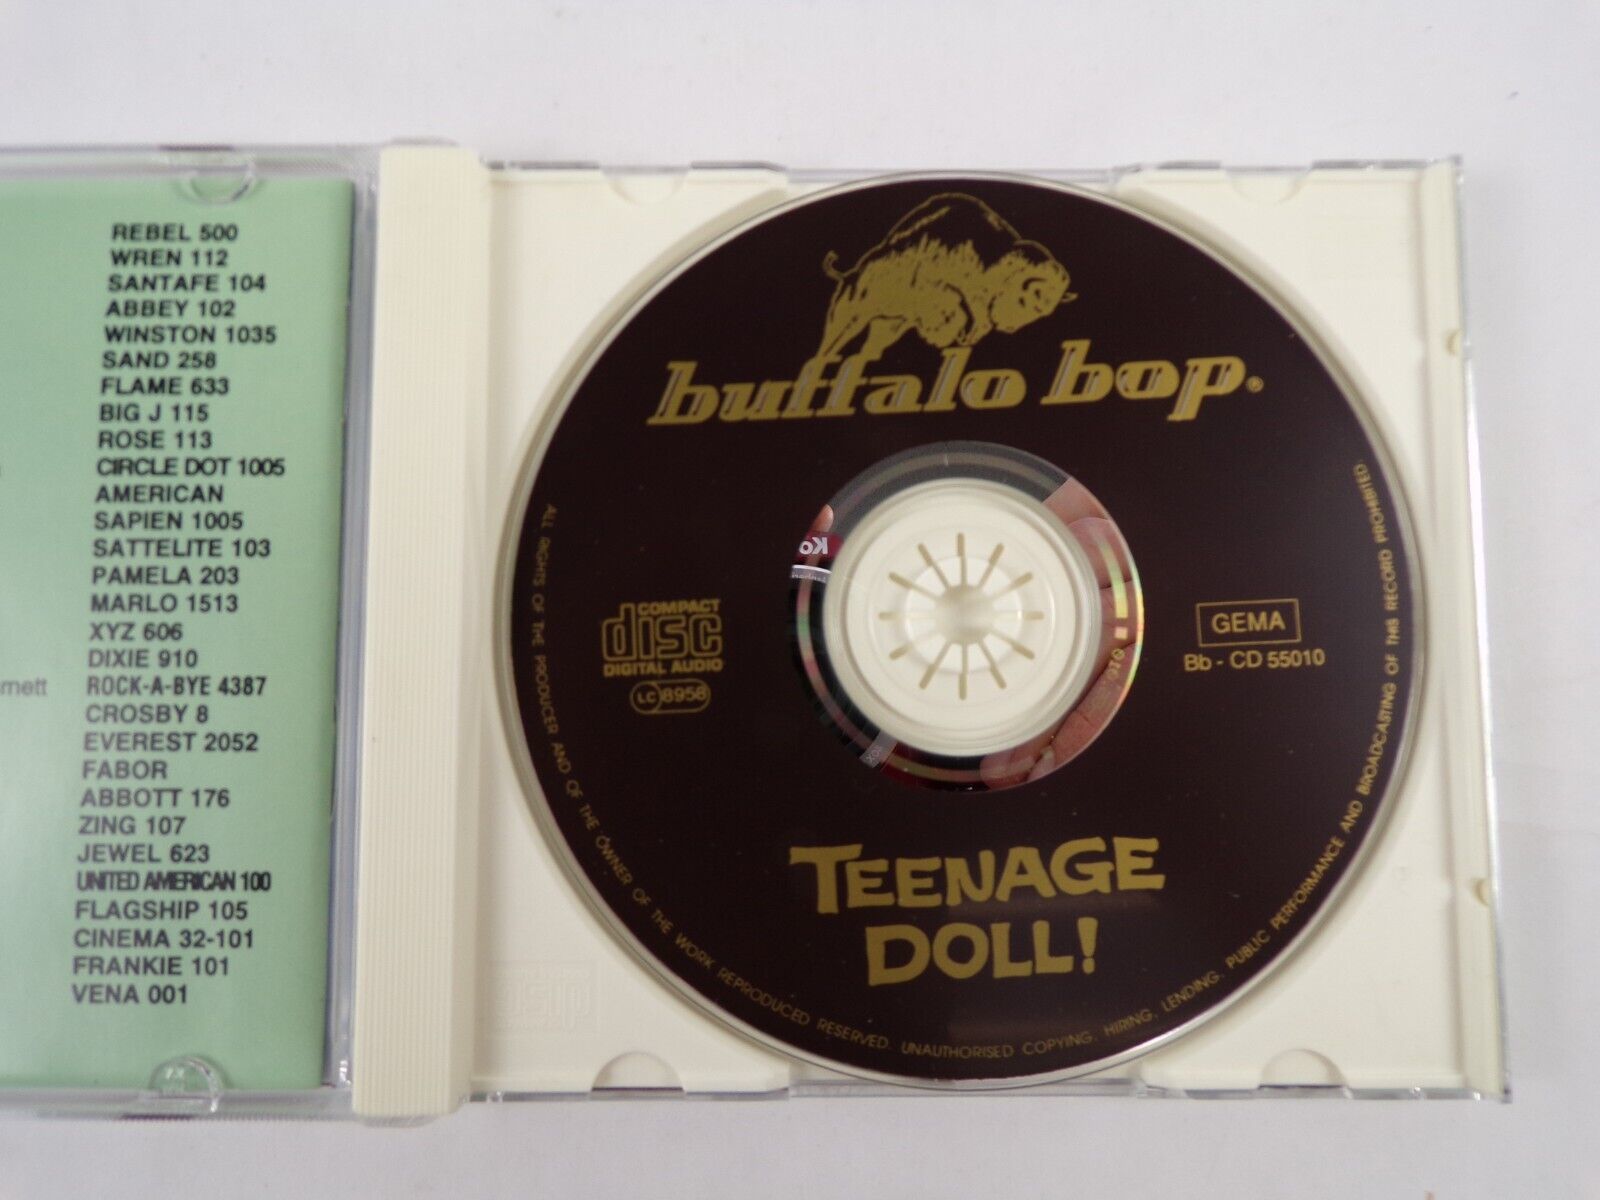 REBEL 500
WREN 112
SANTAFE 104
ABBEY 102
WINSTON 1035
SAND 258
FLAME 633
BIG J 115
ROSE 113
CIRCLE DOT 1005
AMERICAN
SAPIEN 1005
SATTELITE 103
PAMELA 203
MARLO 1513
XYZ 606
DIXIE 910
ROCK-A-BYE 4387
CROSBY 8
EVEREST 2052
FABOR
ABBOTT 176
ZING 107
JEWEL 623
UNITED AMERICAN 100
FLAGSHIP 105
CINEMA 32-101
FRANKIE 101
VENA 001
buffalo bop ®
COMPACT
disc
DIGITAL AUDIO
LC 8958
GEMA
Bb - CD 55010
TEENAGE
DOLL!
ALL RIGHTS OF THE PRODUCER AND OF THE OWNER OF THE WORK REPRODUCED RESERVED. UNAUTHORISED COPYING, HIRING, LENDING, PUBLIC PERFORMANCE AND BROADCASTING OF THIS RECORD PROHIBITED.